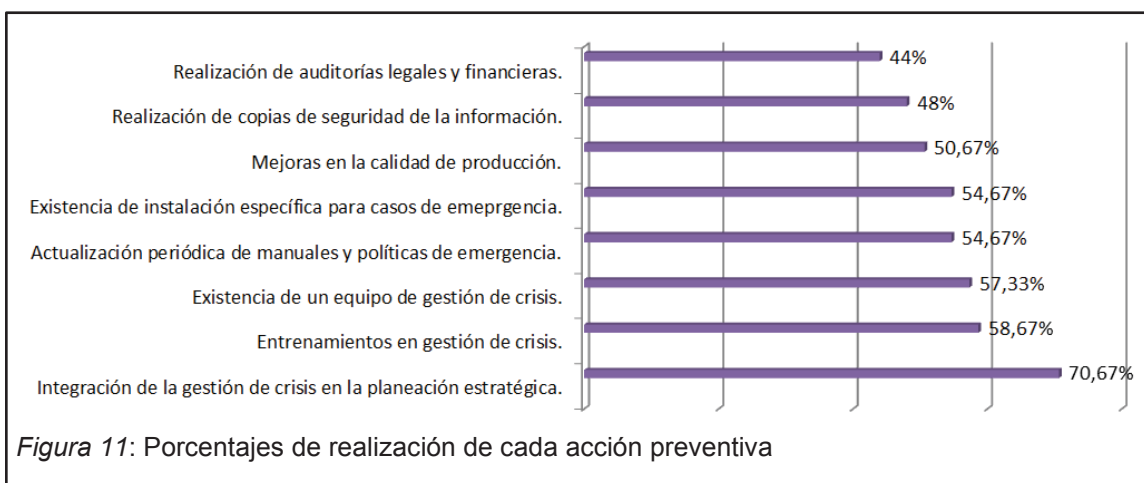 Realización de auditorías legales y financieras.
44%
Realización de copias de seguridad de la información.
48%
Mejoras en la calidad de producción.
50,67%
Existencia de instalación específica para casos de emeprgencia.
54,67%
Actualización periódica de manuales y políticas de emergencia.
54,67%
Existencia de un equipo de gestión de crisis.
57,33%
Entrenamientos en gestión de crisis.
58,67%
Integración de la gestión de crisis en la planeación estratégica.
70,67%
Figura 11: Porcentajes de realización de cada acción preventiva